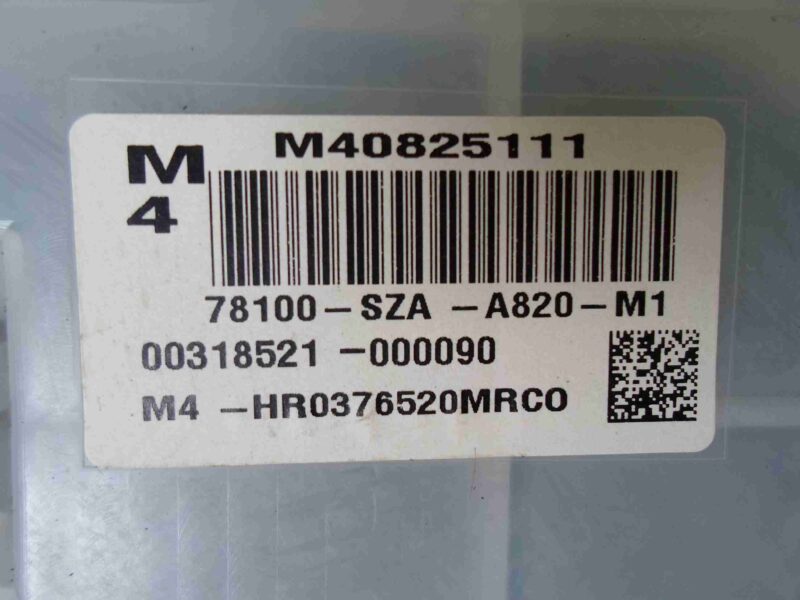 M
4
M40825111
78100-SZA -A820-M1
00318521 -000090
M4 -HR0376520MRCO